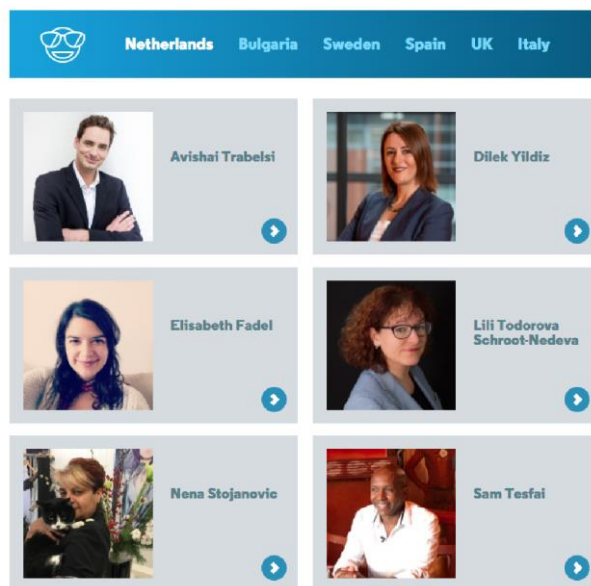 Netherlands Bulgaria Sweden Spain UK Italy
Avishai Trabelsi
Dilek Yildiz
Elisabeth Fadel
Lili Todorova
Schroot-Nedeva
Nena Stojanovic
Sam Tesfai